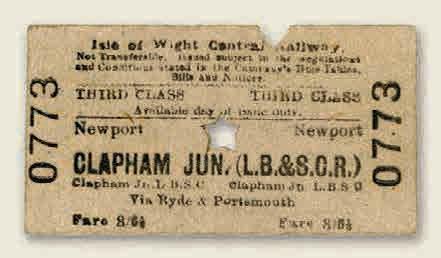 Isle of Wight Central Railway.
Not Transferable. Issued subject to the Regulations
and Conditions stated in the Company's Time Tables,
Bills and Notices.
THIRD CLASS THIRD CLASS
Available day of issue only.
Newport Newport
CLAPHAM JUN. (L.B.&S.C.R.)
Clapham Jn. L.B.S.C Clapham Jn L.B.S C
Via Ryde & Portsmouth
Fare 8/6½ Fare 8/6½
0773
0773